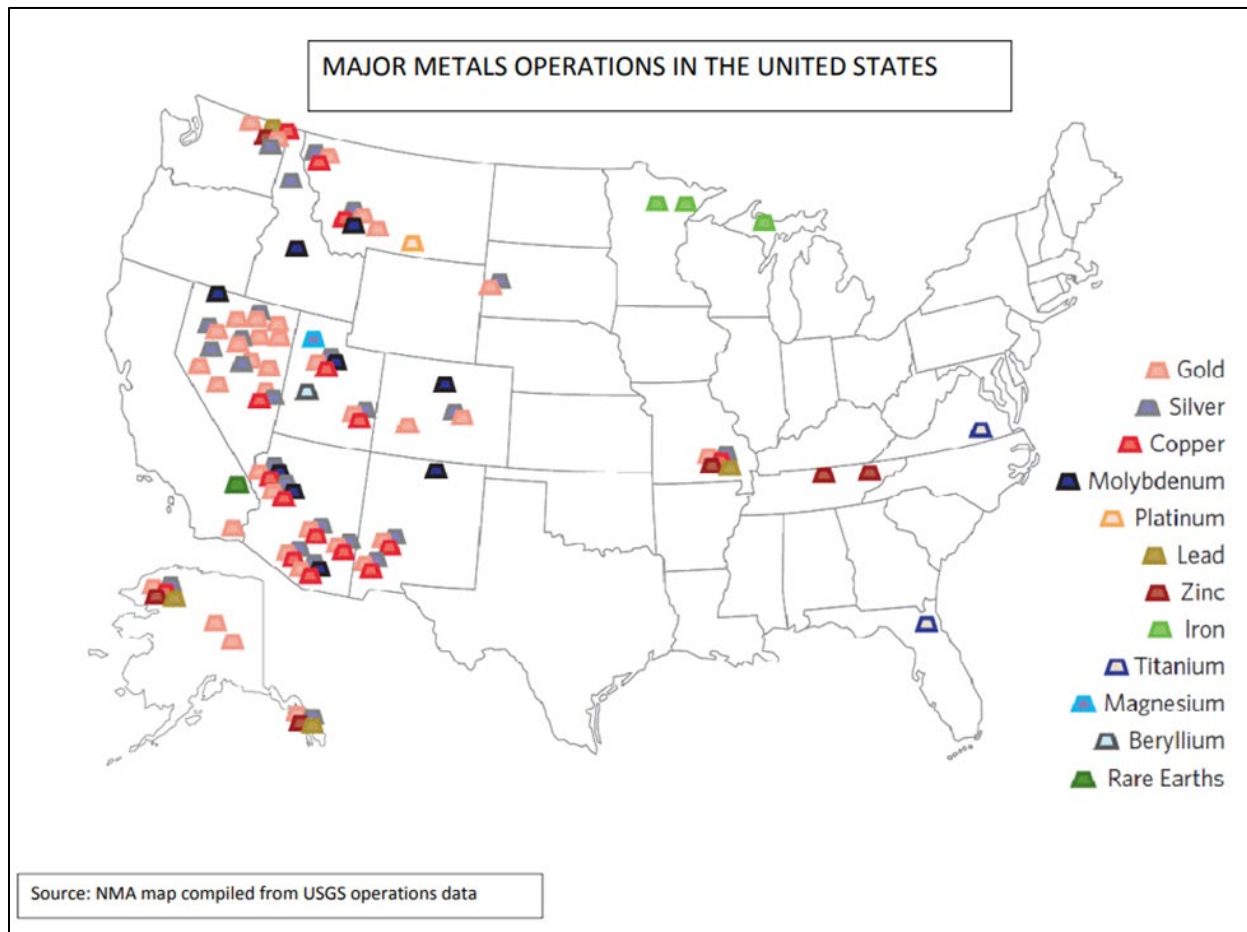 MAJOR METALS OPERATIONS IN THE UNITED STATES
Gold
Silver
Copper
Molybdenum
Platinum
Lead
Zinc
Iron
Titanium
Magnesium
Beryllium
Rare Earths
Source: NMA map compiled from USGS operations data